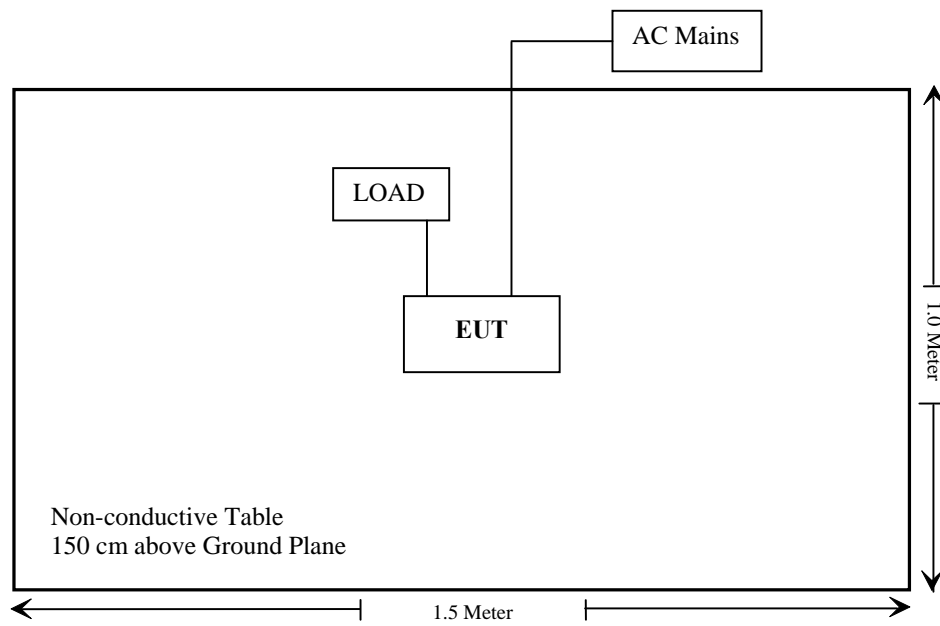 AC Mains
LOAD
EUT
1.0 Meter
Non-conductive Table
150 cm above Ground Plane
1.5 Meter